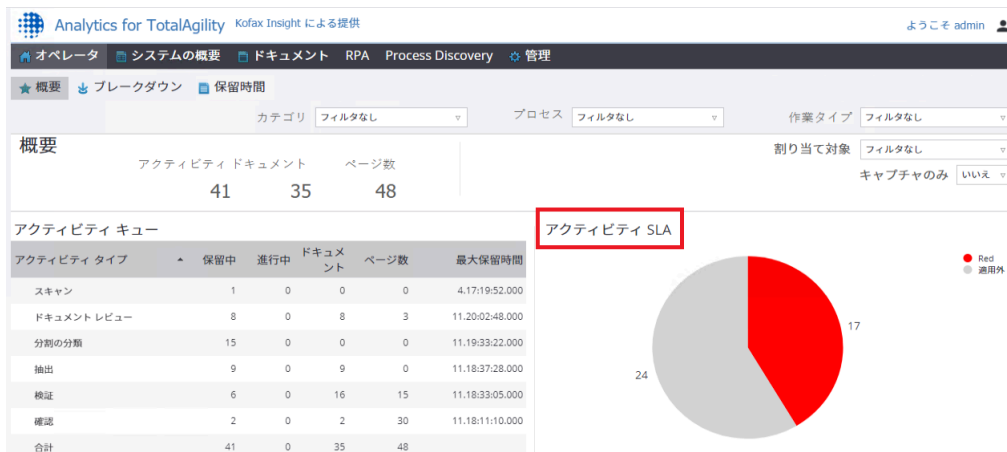 Analytics for TotalAgility Kofax Insight による提供 ようこそ admin
オペレータ システムの概要 ドキュメント RPA Process Discovery 管理
概要 ブレークダウン 保留時間
カテゴリ フィルタなし プロセス フィルタなし 作業タイプ フィルタなし
概要 割り当て対象 フィルタなし
アクティビティ ドキュメント ページ数 キャプチャのみ いいえ
41 35 48
アクティビティ キュー
アクティビティ タイプ 保留中 進行中 ドキュメント ページ数 最大保留時間
スキャン 1 0 0 0 4.17:19:52.000
ドキュメント レビュー 8 0 8 3 11.20:02:48.000
分割の分類 15 0 0 0 11.19:33:22.000
抽出 9 0 9 0 11.18:37:28.000
検証 6 0 16 15 11.18:33:05.000
確認 2 0 2 30 11.18:11:10.000
合計 41 0 35 48
アクティビティ SLA
Red
適用外
17
24